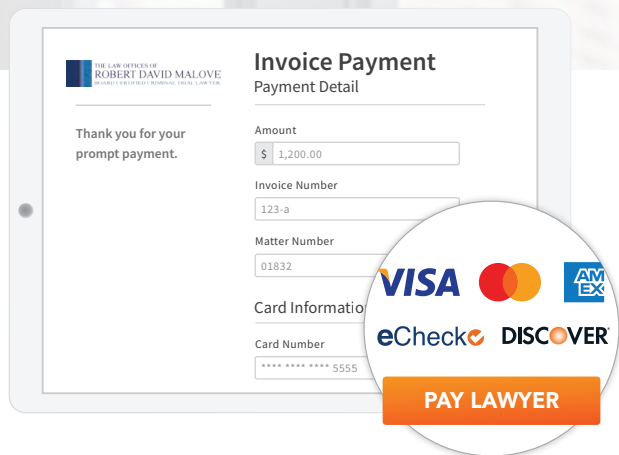 THE LAW OFFICES OF
ROBERT DAVID MALOVE
BOARD CERTIFIED CRIMINAL TRIAL LAWYER
Thank you for your
prompt payment.
Invoice Payment
Payment Detail
Amount
$ 1,200.00
Invoice Number
123-a
Matter Number
01832
Card Informatio
Card Number
**** **** **** 5555
VISA
AM
EX
eCheck
DISCOVER
PAY LAWYER